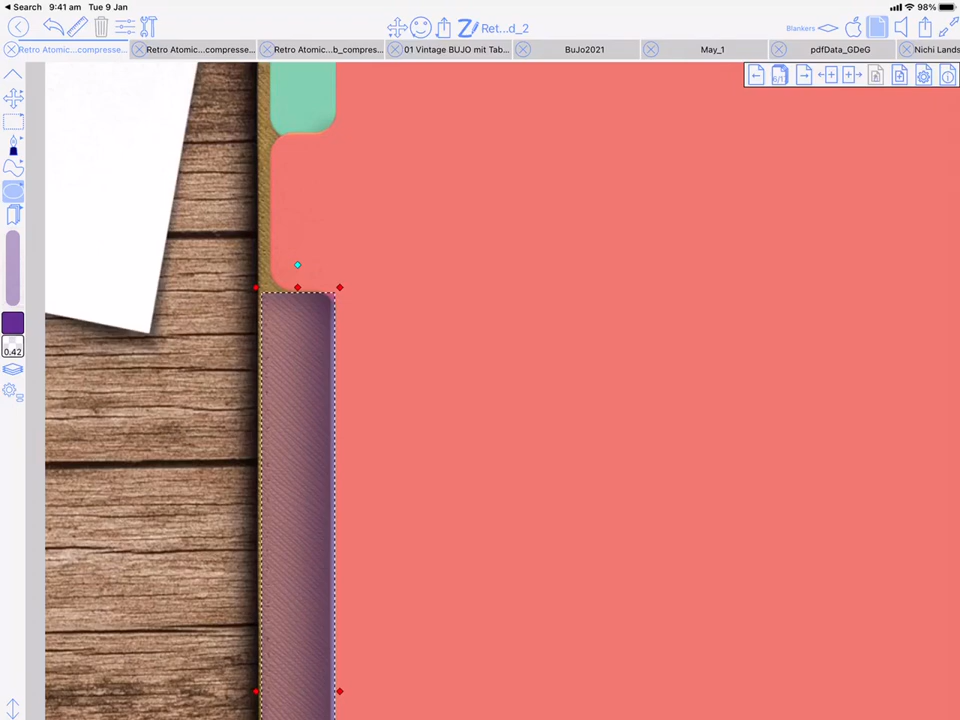 ◀ Search 9:41 am Tue 9 Jan 98%
Ret...d_2 Blankers
Retro Atomic...compresse... Retro Atomic...compresse... Retro Atomic...b_compres... 01 Vintage BUJO mit Tab... BuJo2021 May_1 pdfData_GDeG Nichi Lands
0.42